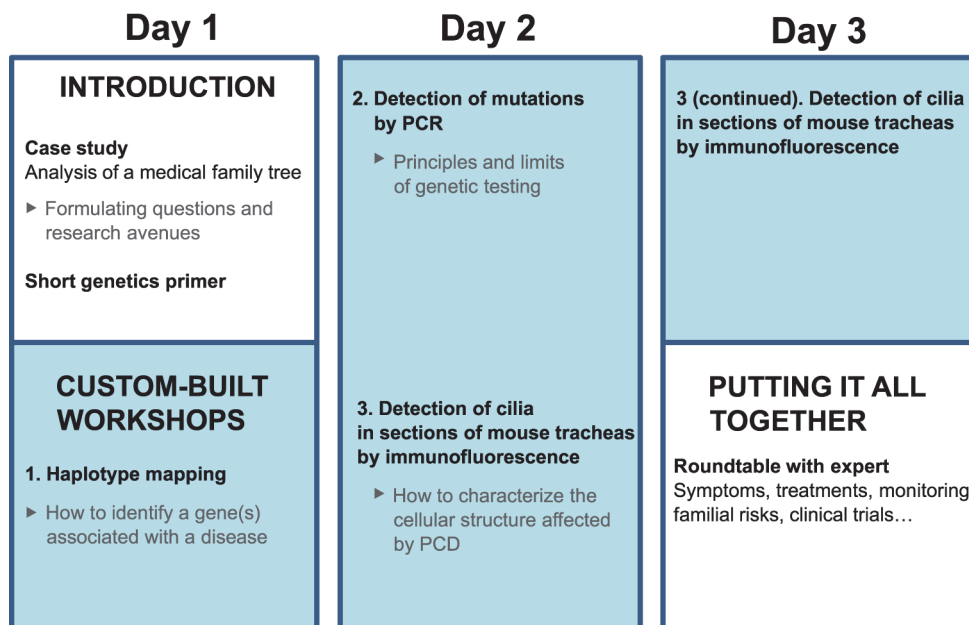 Day 1
INTRODUCTION
Case study
Analysis of a medical family tree
Formulating questions and
research avenues
Short genetics primer
CUSTOM-BUILT
WORKSHOPS
1. Haplotype mapping
How to identify a gene(s)
associated with a disease
Day 2
2. Detection of mutations
by PCR
Principles and limits
of genetic testing
3. Detection of cilia
in sections of mouse tracheas
by immunofluorescence
How to characterize the
cellular structure affected
by PCD
Day 3
3 (continued). Detection of cilia
in sections of mouse tracheas
by immunofluorescence
PUTTING IT ALL
TOGETHER
Roundtable with expert
Symptoms, treatments, monitoring
familial risks, clinical trials…